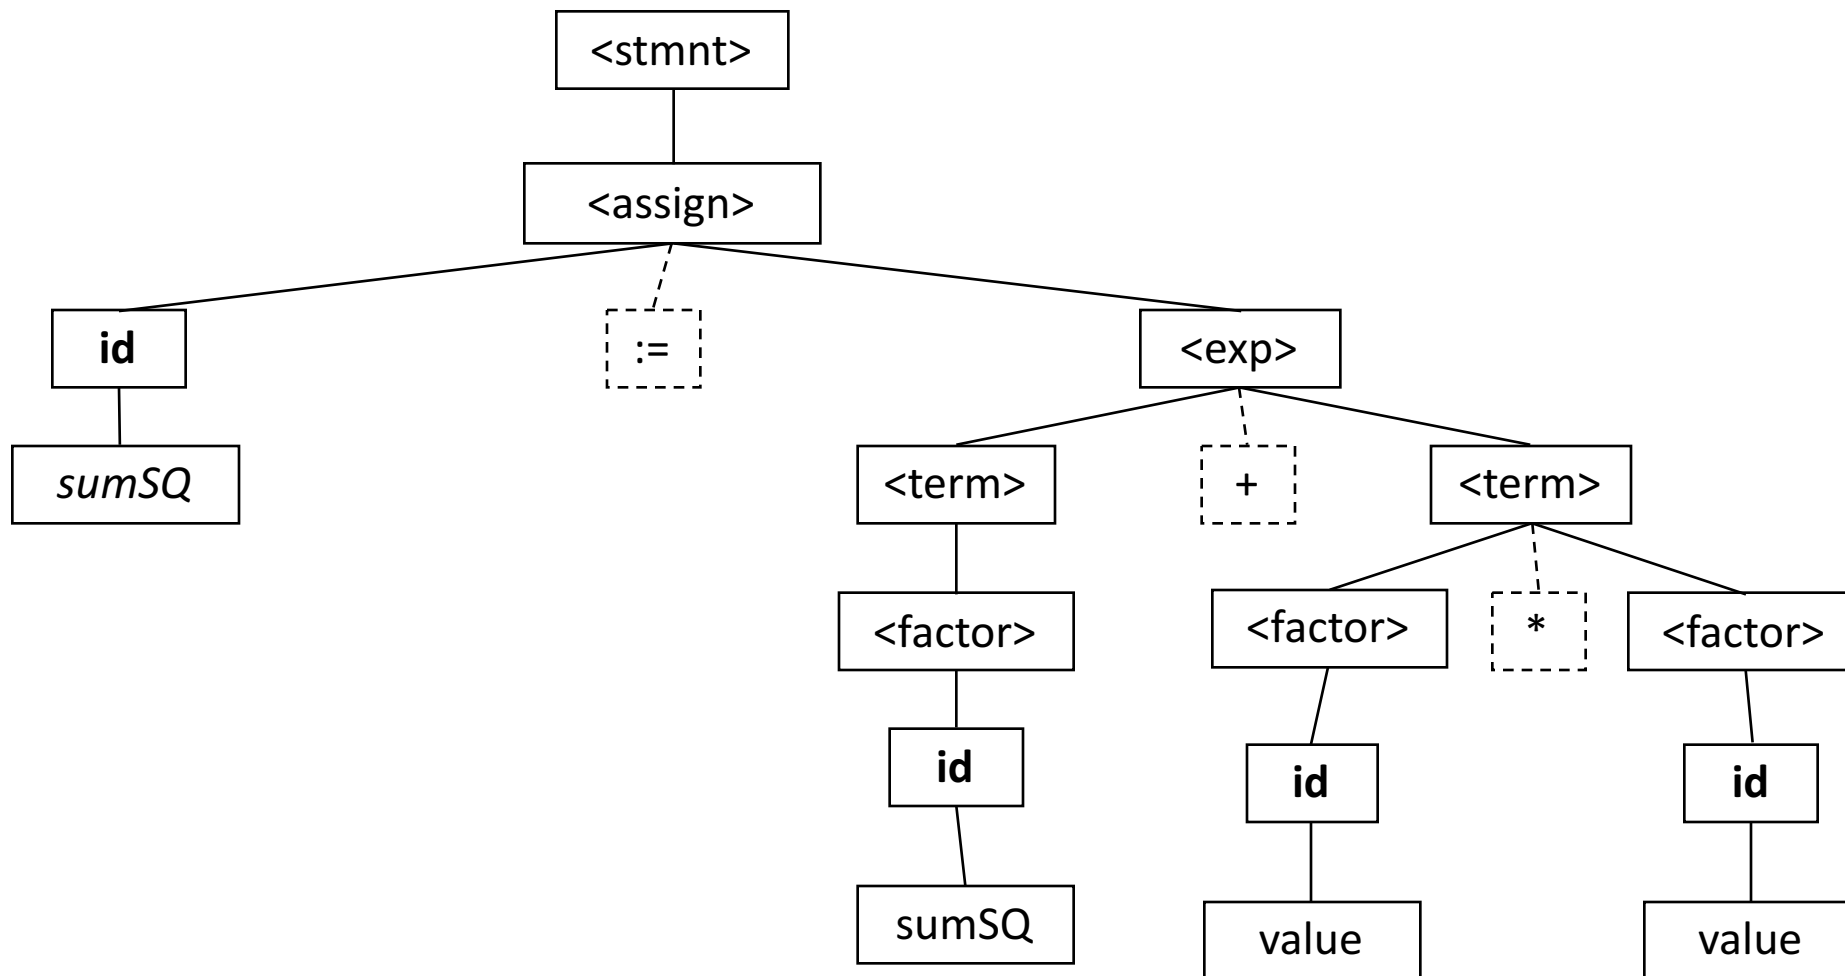 <stmnt>
<assign>
id := <exp>
sumSQ <term> + <term>
<factor> <factor> * <factor>
id id id
sumSQ value value